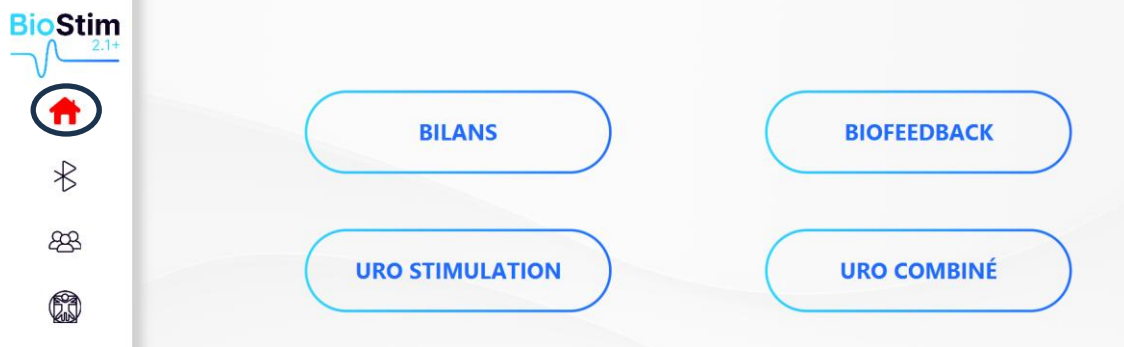 BioStim
2.1+
BILANS
BIOFEEDBACK
URO STIMULATION
URO COMBINÉ